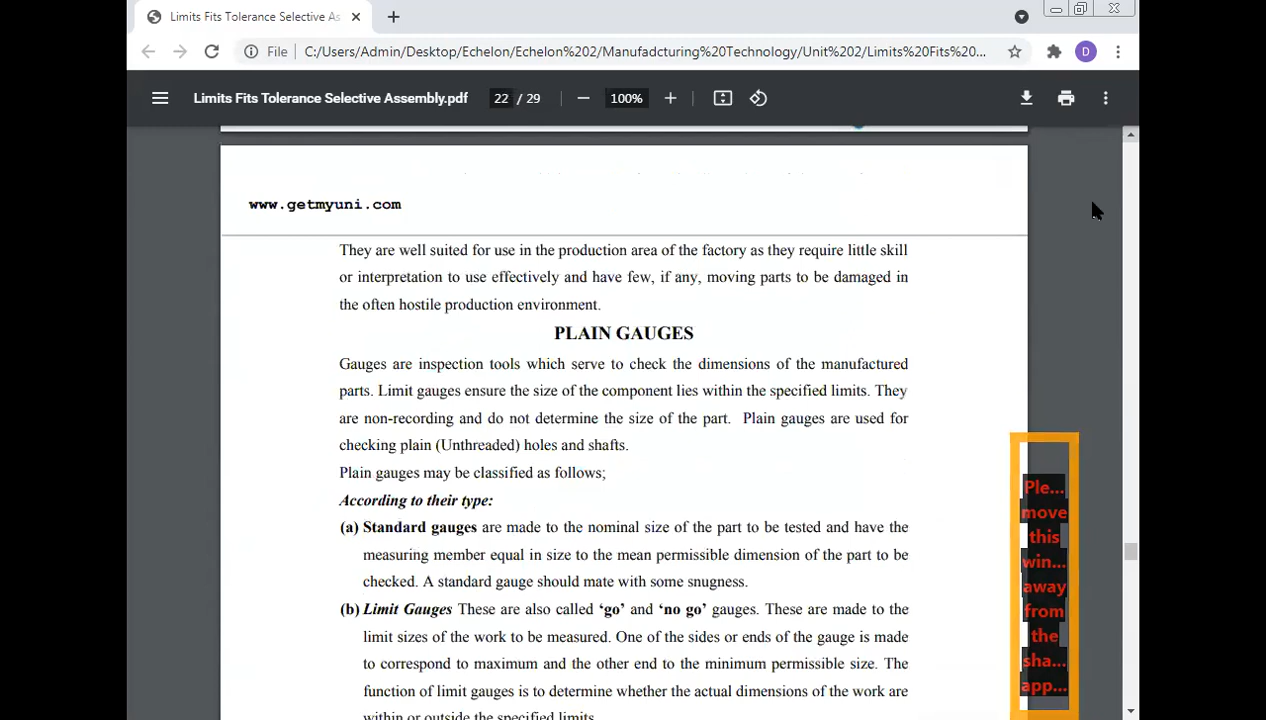 Limits Fits Tolerance Selective As
File
C:/Users/Admin/Desktop/Echelon/Echelon%202/Manufadcturing%20Technology/Unit%202/Limits%20Fits%20...
D
Limits Fits Tolerance Selective Assembly.pdf
22 / 29
100%
www.getmyuni.com
They are well suited for use in the production area of the factory as they require little skill
or interpretation to use effectively and have few, if any, moving parts to be damaged in
the often hostile production environment.
PLAIN GAUGES
Gauges are inspection tools which serve to check the dimensions of the manufactured
parts. Limit gauges ensure the size of the component lies within the specified limits. They
are non-recording and do not determine the size of the part. Plain gauges are used for
checking plain (Unthreaded) holes and shafts.
Plain gauges may be classified as follows;
According to their type:
(a) Standard gauges are made to the nominal size of the part to be tested and have the
measuring member equal in size to the mean permissible dimension of the part to be
checked. A standard gauge should mate with some snugness.
(b) Limit Gauges These are also called ‘go’ and ‘no go’ gauges. These are made to the
limit sizes of the work to be measured. One of the sides or ends of the gauge is made
to correspond to maximum and the other end to the minimum permissible size. The
function of limit gauges is to determine whether the actual dimensions of the work are
within or outside the specified limits.
Ple...
move
this
win...
away
from
the
sha...
app...